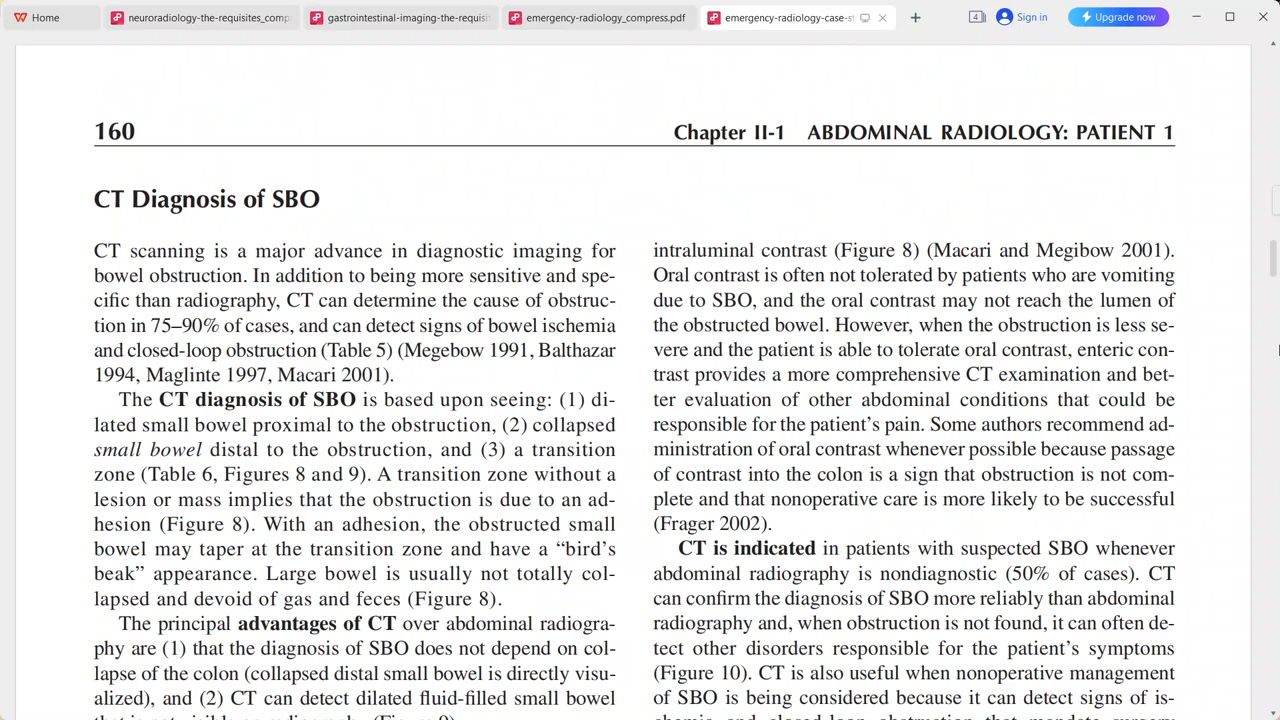 Home
neuroradiology-the-requisites_comp
gastrointestinal-imaging-the-requisit
emergency-radiology_compress.pdf
emergency-radiology-case-st
4
Sign in
Upgrade now
160
Chapter II-1 ABDOMINAL RADIOLOGY: PATIENT 1
CT Diagnosis of SBO
CT scanning is a major advance in diagnostic imaging for
bowel obstruction. In addition to being more sensitive and spe-
cific than radiography, CT can determine the cause of obstruc-
tion in 75–90% of cases, and can detect signs of bowel ischemia
and closed-loop obstruction (Table 5) (Megebow 1991, Balthazar
1994, Maglinte 1997, Macari 2001).
The CT diagnosis of SBO is based upon seeing: (1) di-
lated small bowel proximal to the obstruction, (2) collapsed
small bowel distal to the obstruction, and (3) a transition
zone (Table 6, Figures 8 and 9). A transition zone without a
lesion or mass implies that the obstruction is due to an ad-
hesion (Figure 8). With an adhesion, the obstructed small
bowel may taper at the transition zone and have a “bird’s
beak” appearance. Large bowel is usually not totally col-
lapsed and devoid of gas and feces (Figure 8).
The principal advantages of CT over abdominal radiogra-
phy are (1) that the diagnosis of SBO does not depend on col-
lapse of the colon (collapsed distal small bowel is directly visu-
alized), and (2) CT can detect dilated fluid-filled small bowel
intraluminal contrast (Figure 8) (Macari and Megibow 2001).
Oral contrast is often not tolerated by patients who are vomiting
due to SBO, and the oral contrast may not reach the lumen of
the obstructed bowel. However, when the obstruction is less se-
vere and the patient is able to tolerate oral contrast, enteric con-
trast provides a more comprehensive CT examination and bet-
ter evaluation of other abdominal conditions that could be
responsible for the patient’s pain. Some authors recommend ad-
ministration of oral contrast whenever possible because passage
of contrast into the colon is a sign that obstruction is not com-
plete and that nonoperative care is more likely to be successful
(Frager 2002).
CT is indicated in patients with suspected SBO whenever
abdominal radiography is nondiagnostic (50% of cases). CT
can confirm the diagnosis of SBO more reliably than abdominal
radiography and, when obstruction is not found, it can often de-
tect other disorders responsible for the patient’s symptoms
(Figure 10). CT is also useful when nonoperative management
of SBO is being considered because it can detect signs of is-